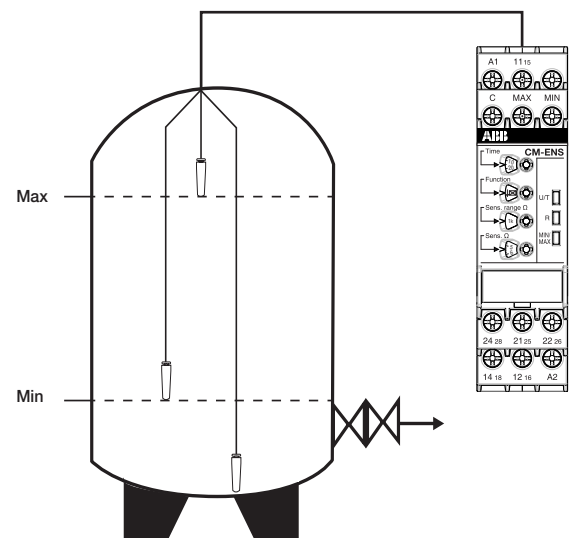 A1 11 15
C MAX MIN
ABB
CM-ENS
Time
Function
U/T
Sens. range Ω
1k
R
Sens. Ω
MIN/
MAX
24 28 21 25 22 26
14 18 12 16 A2
Max
Min